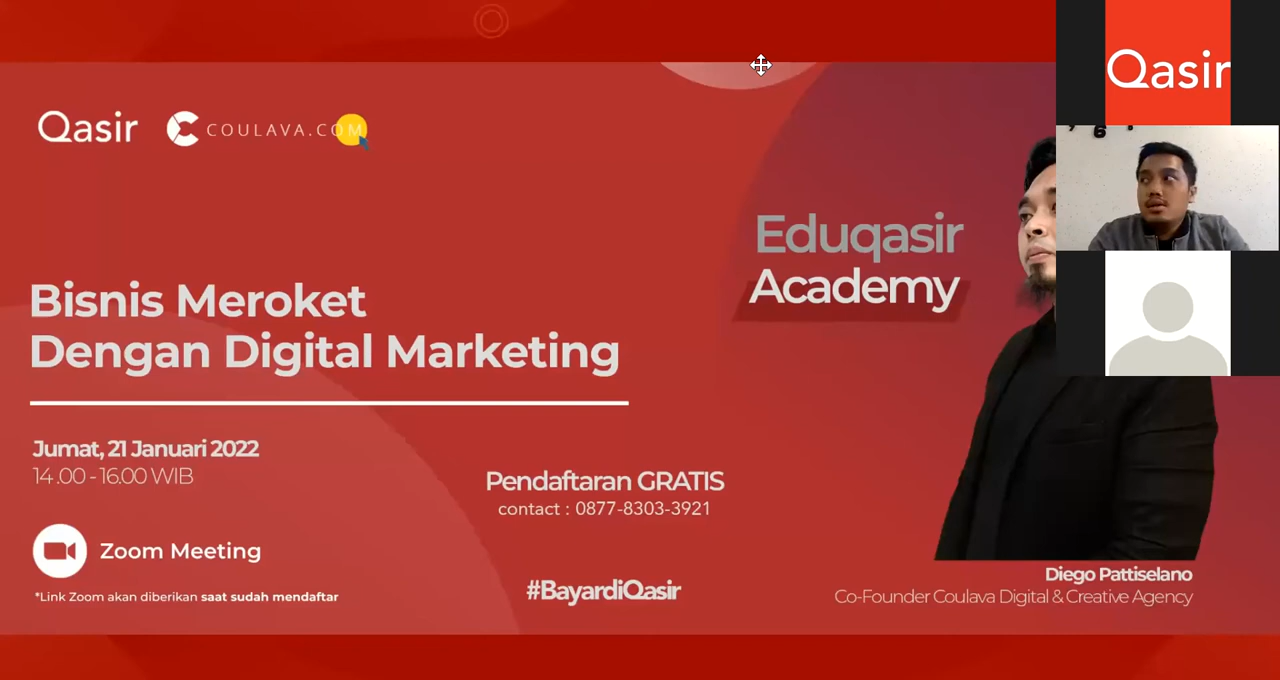 Qasir
Qasir COULAVA.COM
Eduqasir
Academy
Bisnis Meroket
Dengan Digital Marketing
Jumat, 21 Januari 2022
14.00 - 16.00 WIB
Pendaftaran GRATIS
contact : 0877-8303-3921
Zoom Meeting
*Link Zoom akan diberikan saat sudah mendaftar
#BayardiQasir
Diego Pattiselano
Co-Founder Coulava Digital & Creative Agency